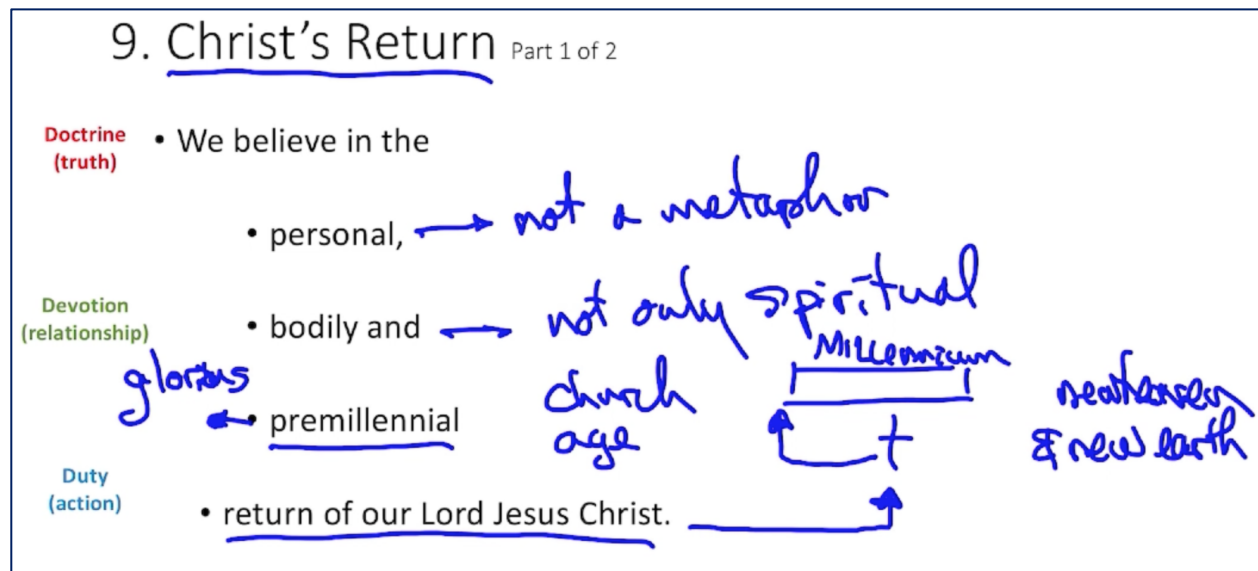 9. Christ's Return Part 1 of 2
Doctrine
(truth)
• We believe in the
• personal, → not a metaphor
Devotion
(relationship)
• bodily and → not only spiritual
Millennium
glorious
← • premillennial
church
age
& new earth
Duty
(action)
• return of our Lord Jesus Christ.